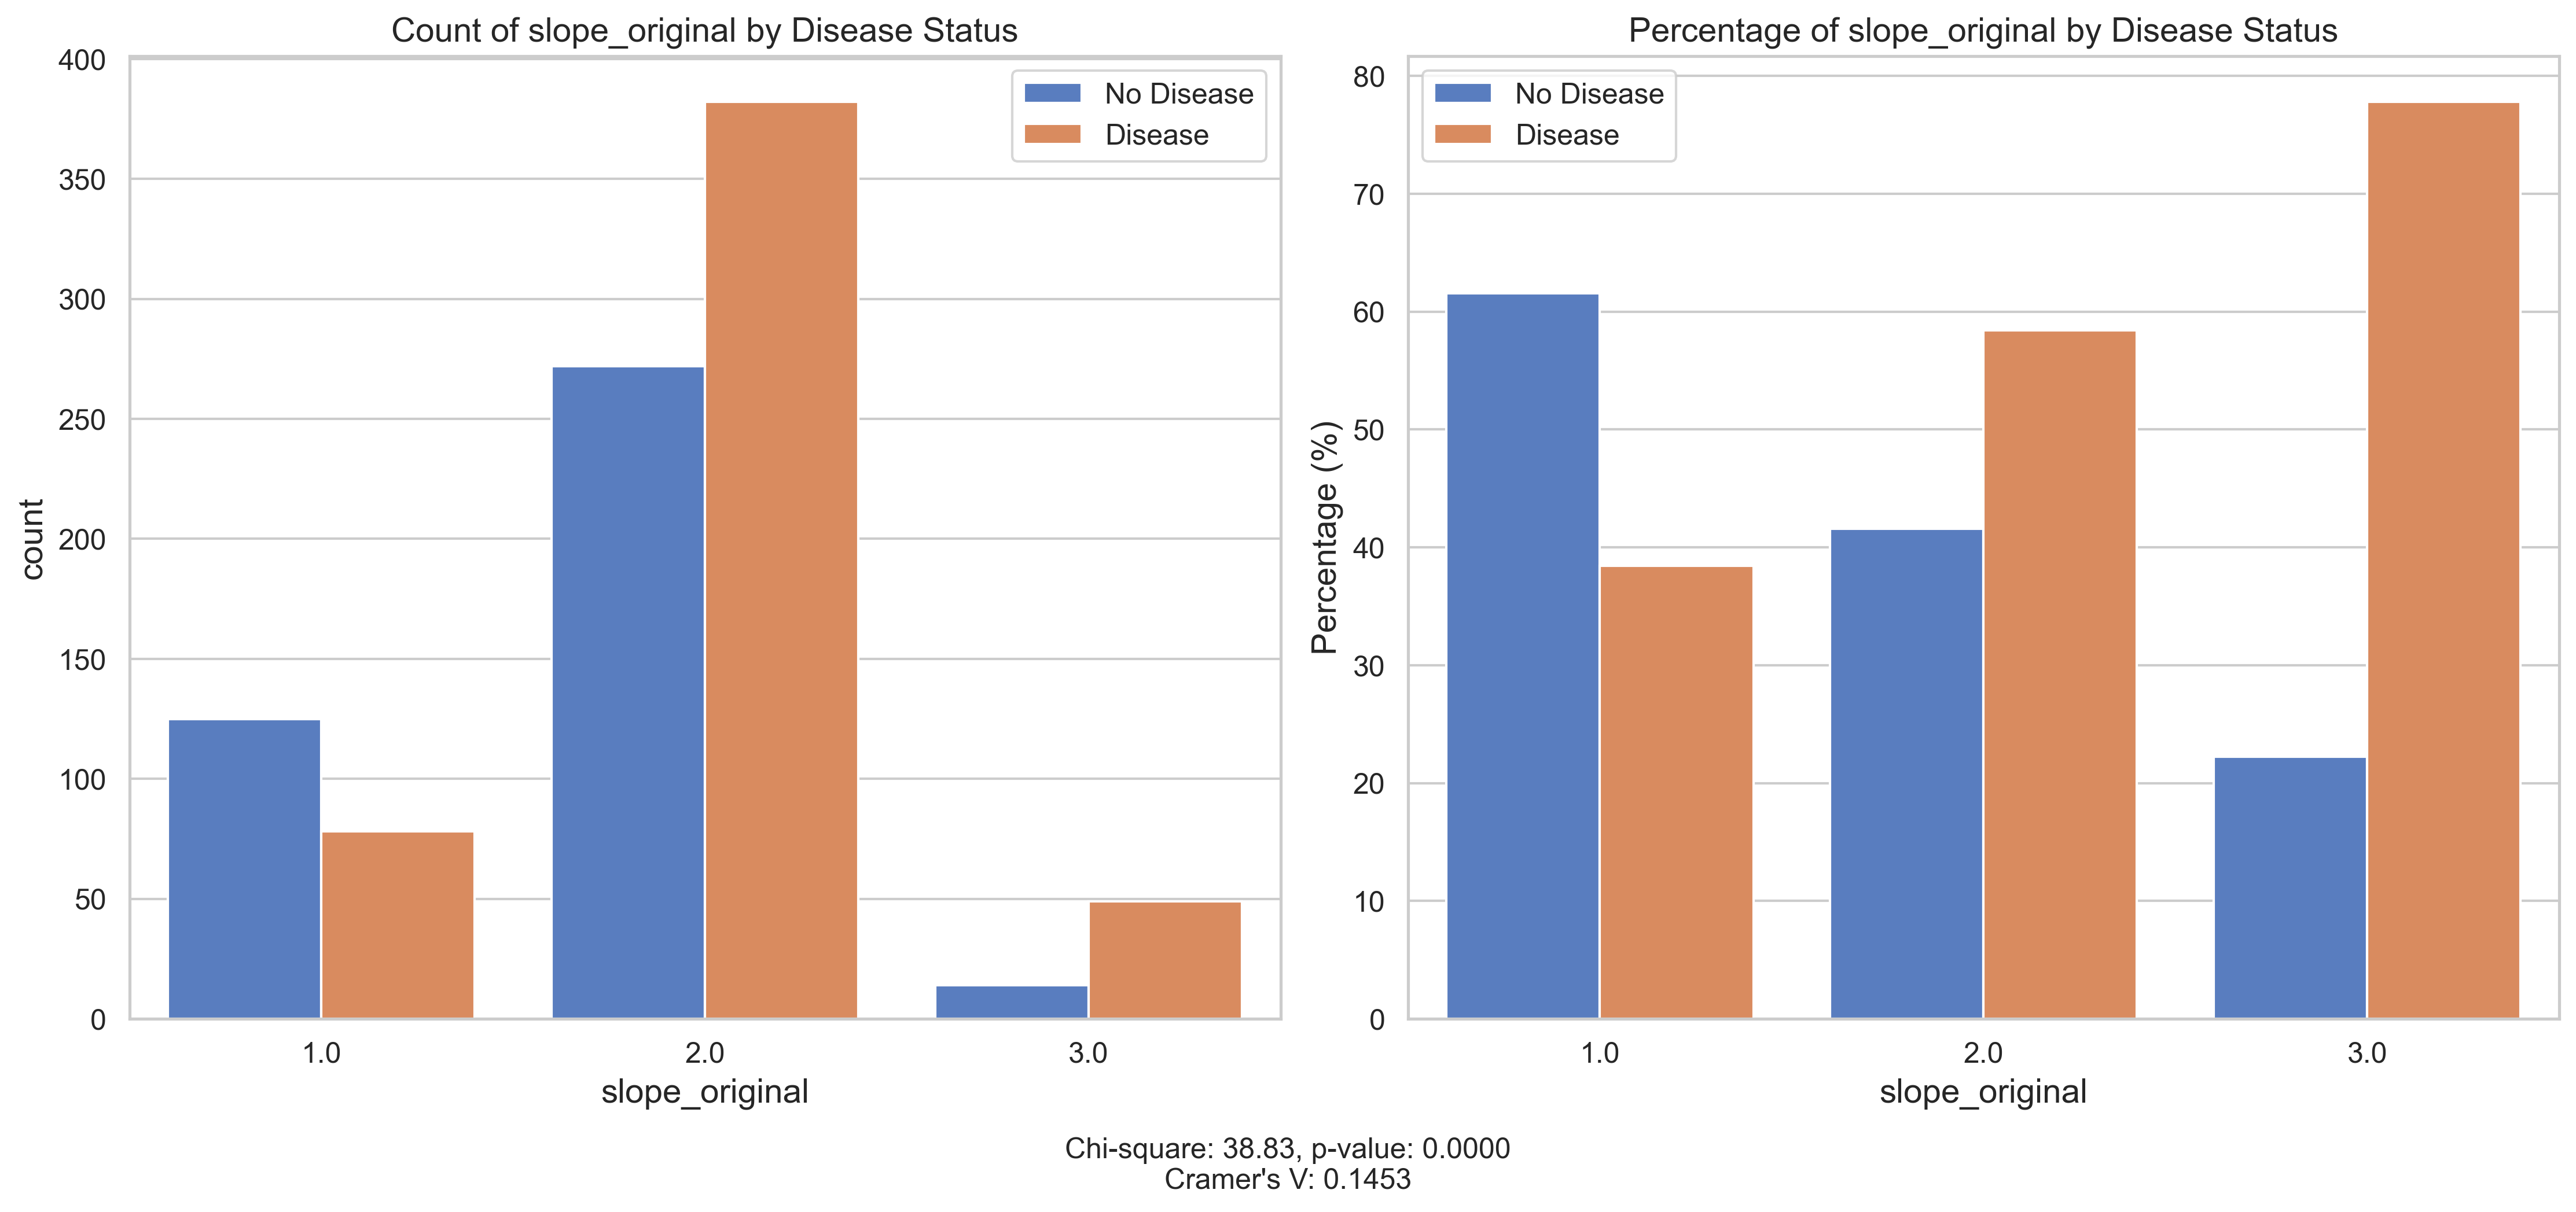 Count of slope_original by Disease Status
400
350
300
250
200
150
100
50
0
count
No Disease
Disease
1.0
2.0
3.0
slope_original
Percentage of slope_original by Disease Status
80
70
60
50
40
30
20
10
0
Percentage (%)
No Disease
Disease
1.0
2.0
3.0
slope_original
Chi-square: 38.83, p-value: 0.0000
Cramer's V: 0.1453